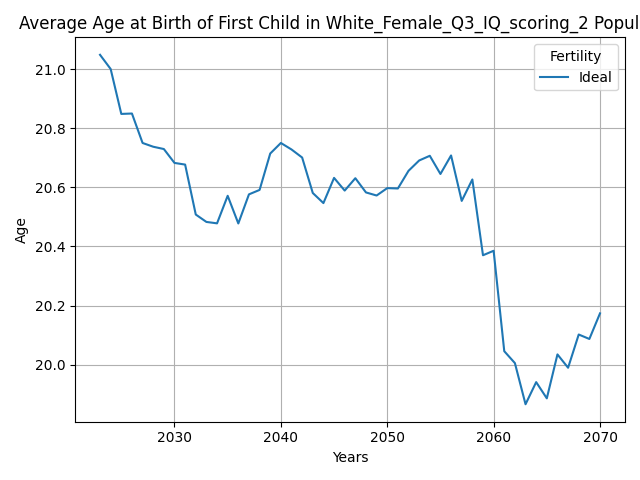 Average Age at Birth of First Child in White_Female_Q3_IQ_scoring_2 Popul
Fertility
Ideal
21.0
20.8
20.6
20.4
20.2
20.0
Age
2030 2040 2050 2060 2070
Years